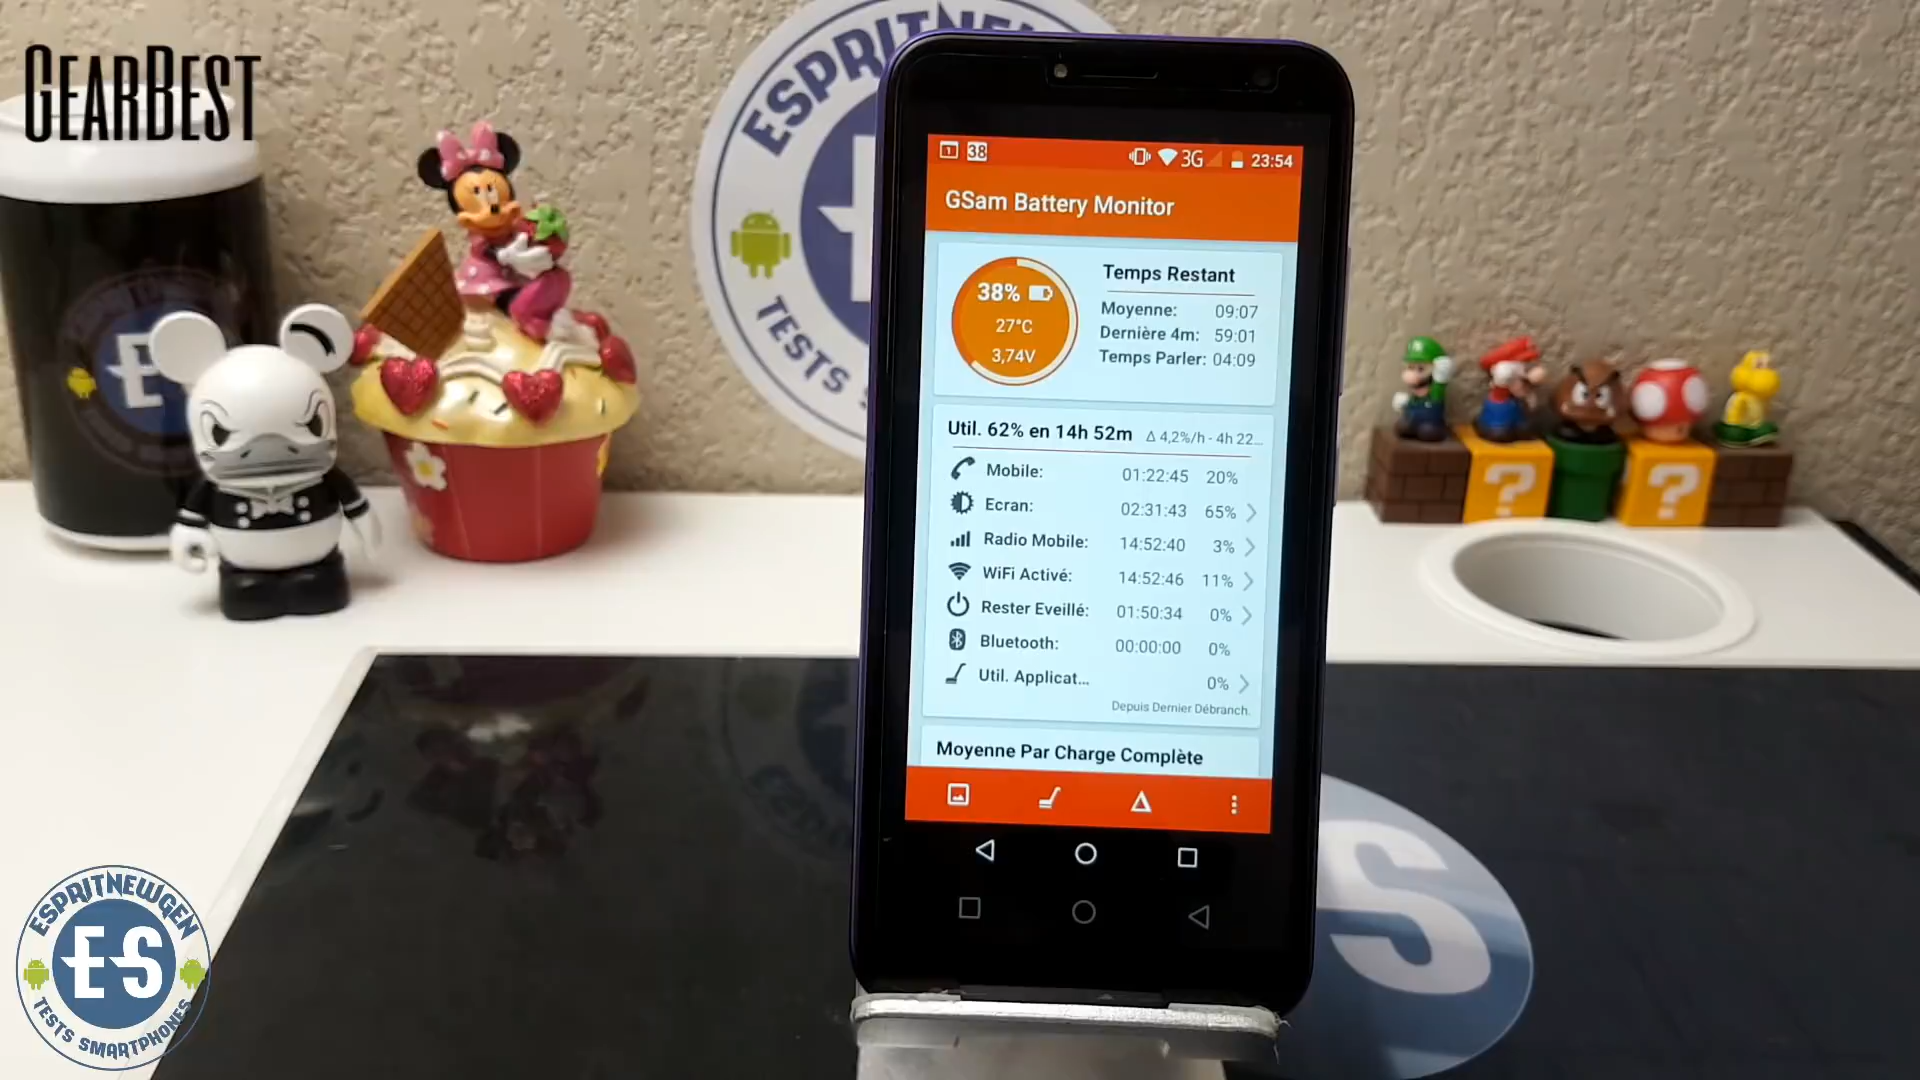 GEARBEST
ESPRIT
TESTS
38 3G 23:54
GSam Battery Monitor
38%
27°C
3,74V
Temps Restant
Moyenne: 09:07
Dernière 4m: 59:01
Temps Parler: 04:09
Util. 62% en 14h 52m Δ 4,2%/h - 4h 22...
Mobile: 01:22:45 20%
Ecran: 02:31:43 65%
Radio Mobile: 14:52:40 3%
WiFi Activé: 14:52:46 11%
Rester Eveillé: 01:50:34 0%
Bluetooth: 00:00:00 0%
Util. Applicat... 0%
Depuis Dernier Débranch.
Moyenne Par Charge Complète
? ?
S
ESPRITNEWGEN
ES
TESTS SMARTPHONES